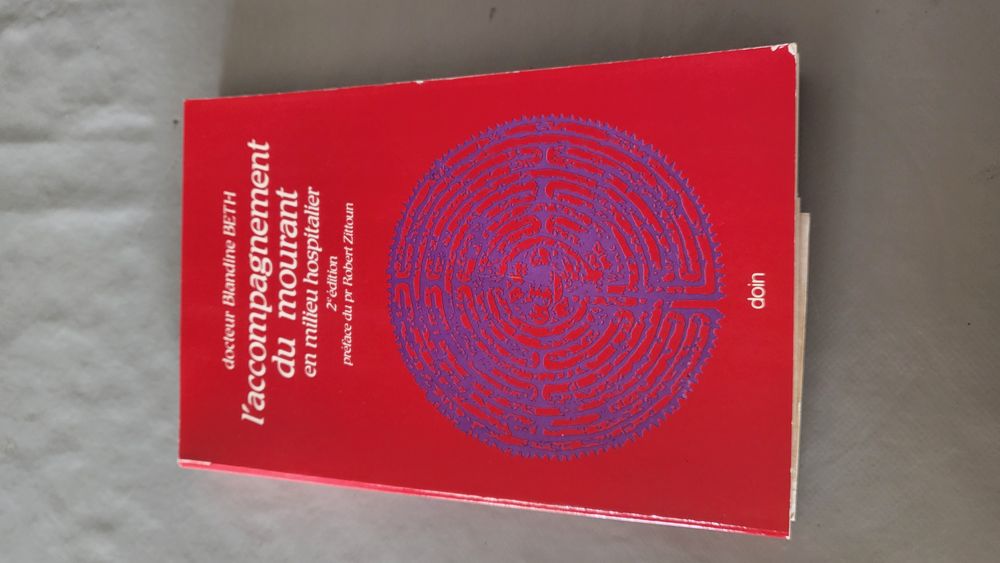 docteur Blandine BETH
l'accompagnement
du mourant
en milieu hospitalier
2e édition
préface du pr Robert Zittoun
doin